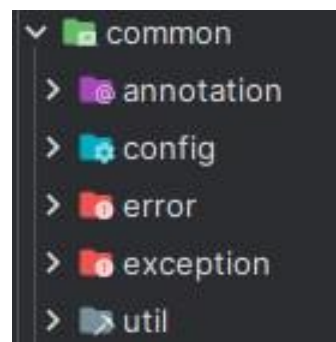 common
annotation
config
error
exception
util